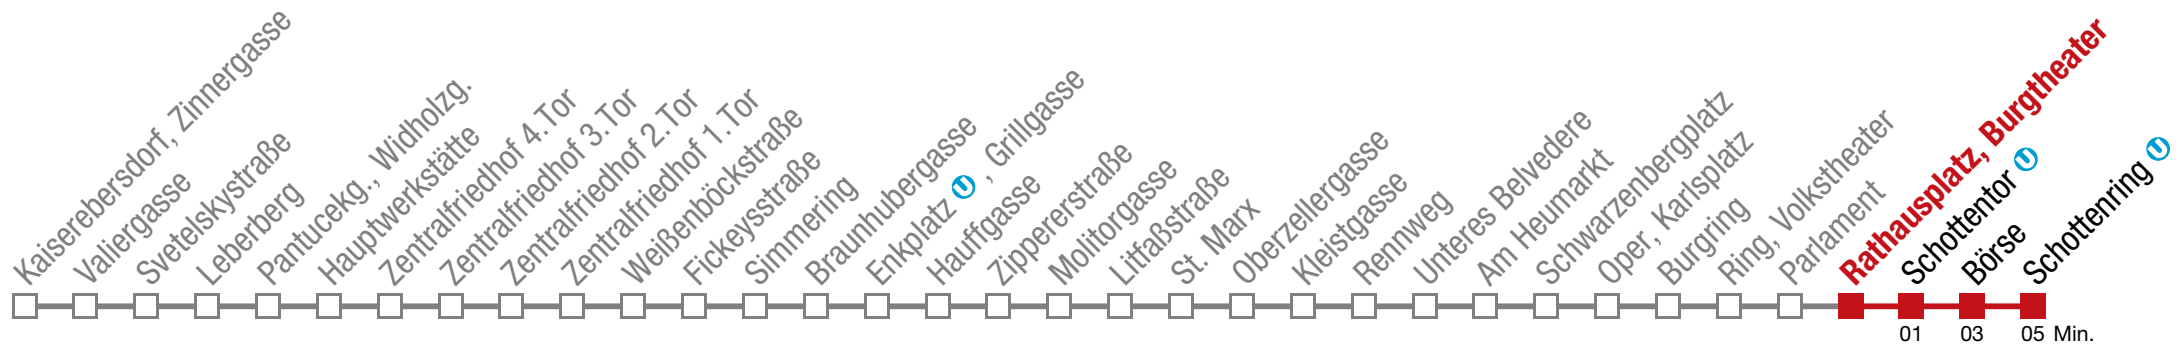 Kaiserebersdorf, Zinnergasse
Valiergasse
Svetelskystraße
Leberberg
Pantucekg., Widholzg.
Hauptwerkstätte
Zentralfriedhof 4.Tor
Zentralfriedhof 3.Tor
Zentralfriedhof 2.Tor
Zentralfriedhof 1.Tor
Weißenböckstraße
Fickeysstraße
Simmering
Braunhubergasse
Enkplatz U , Grillgasse
Hauffgasse
Zippererstraße
Molitorgasse
Litfaßstraße
St. Marx
Oberzellergasse
Kleistgasse
Rennweg
Unteres Belvedere
Am Heumarkt
Schwarzenbergplatz
Oper, Karlsplatz
Burgring
Ring, Volkstheater
Parlament
Rathausplatz, Burgtheater
Schottentor U
Börse
Schottenring U
01 03 05 Min.